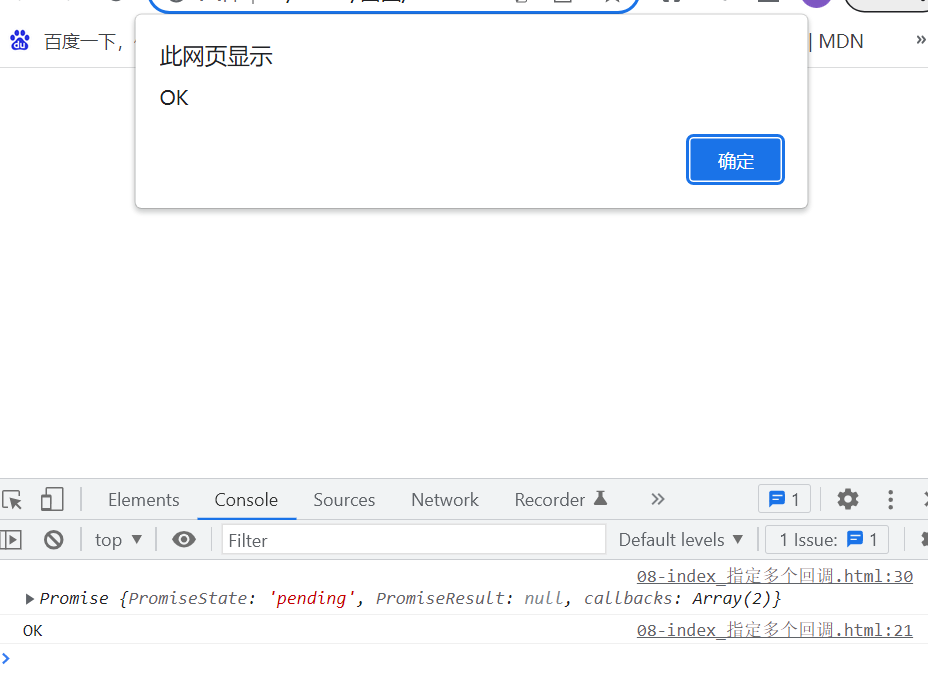 百度一下,
| MDN
»
此网页显示
OK
确定
Elements Console Sources Network Recorder » 1
top ▼ Filter Default levels ▼ 1 Issue: 1
08-index_指定多个回调.html:30
▶Promise {PromiseState: 'pending', PromiseResult: null, callbacks: Array(2)}
OK 08-index_指定多个回调.html:21
>